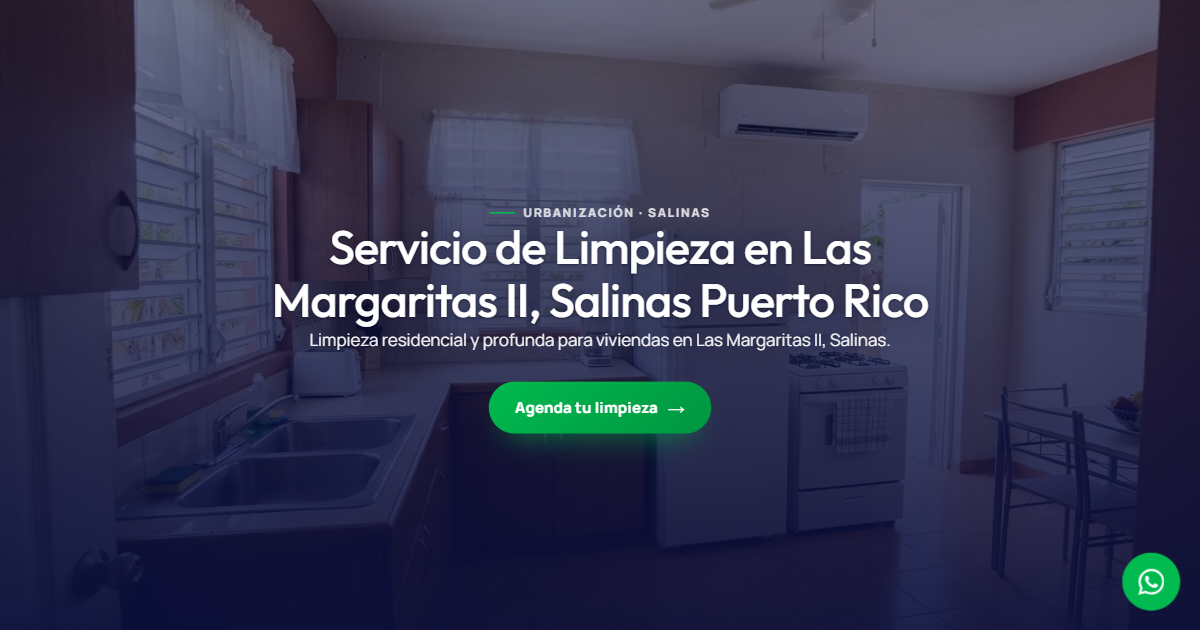 URBANIZACIÓN · SALINAS
Servicio de Limpieza en Las
Margaritas II, Salinas Puerto Rico
Limpieza residencial y profunda para viviendas en Las Margaritas II, Salinas.
Agenda tu limpieza →